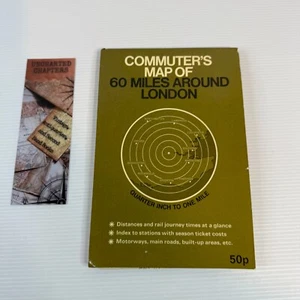 UNCHARTED
CHAPTERS
COMMUTER'S
MAP OF
60 MILES AROUND
LONDON
QUARTER INCH TO ONE MILE
Distances and rail journey times at a glance
Index to stations with season ticket costs
Motorways, main roads, built-up areas, etc.
50p